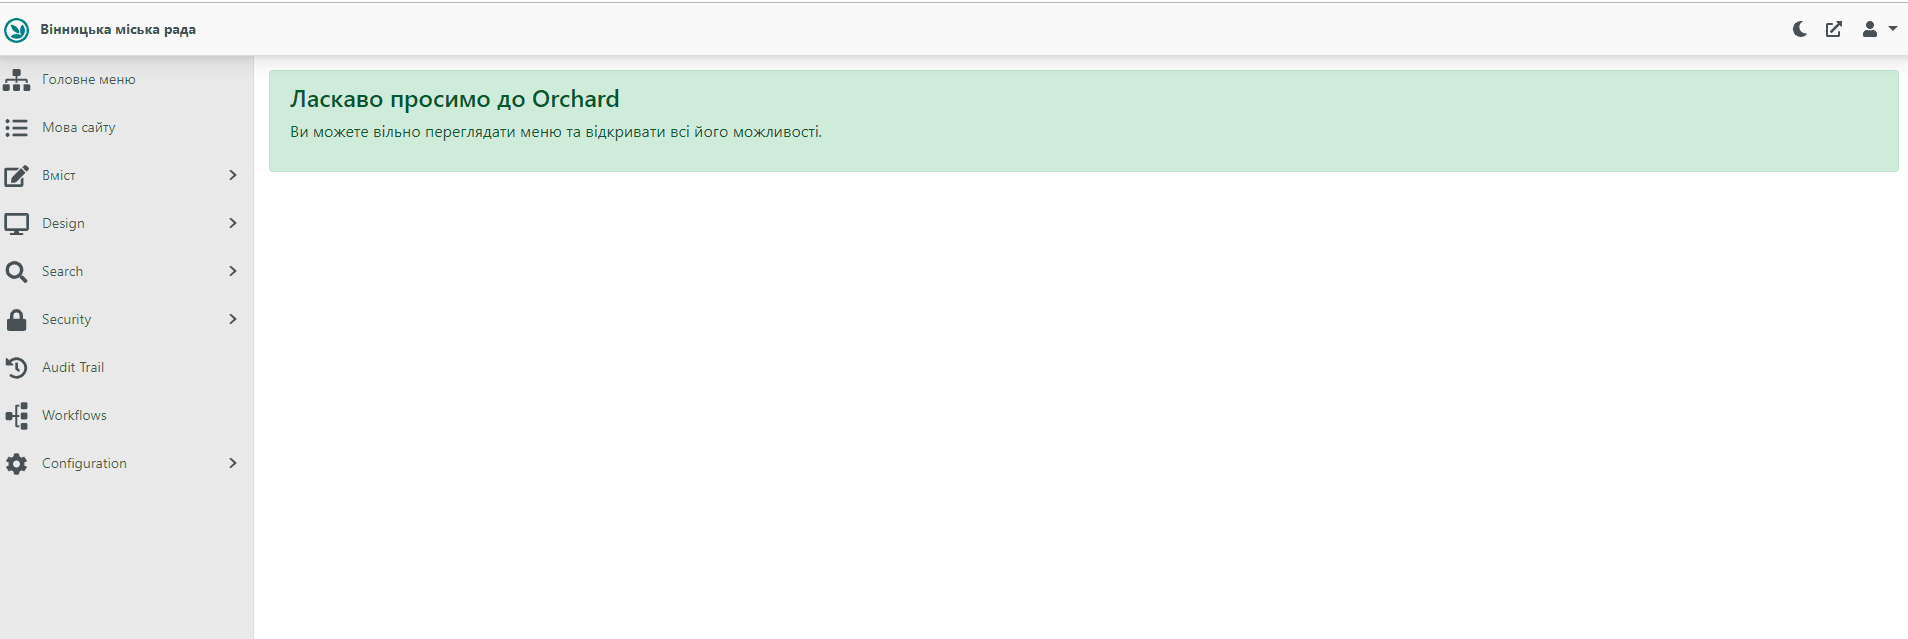 Вінницька міська рада
Головне меню
Мова сайту
Вміст
Design
Search
Security
Audit Trail
Workflows
Configuration
Ласкаво просимо до Orchard
Ви можете вільно переглядати меню та відкривати всі його можливості.